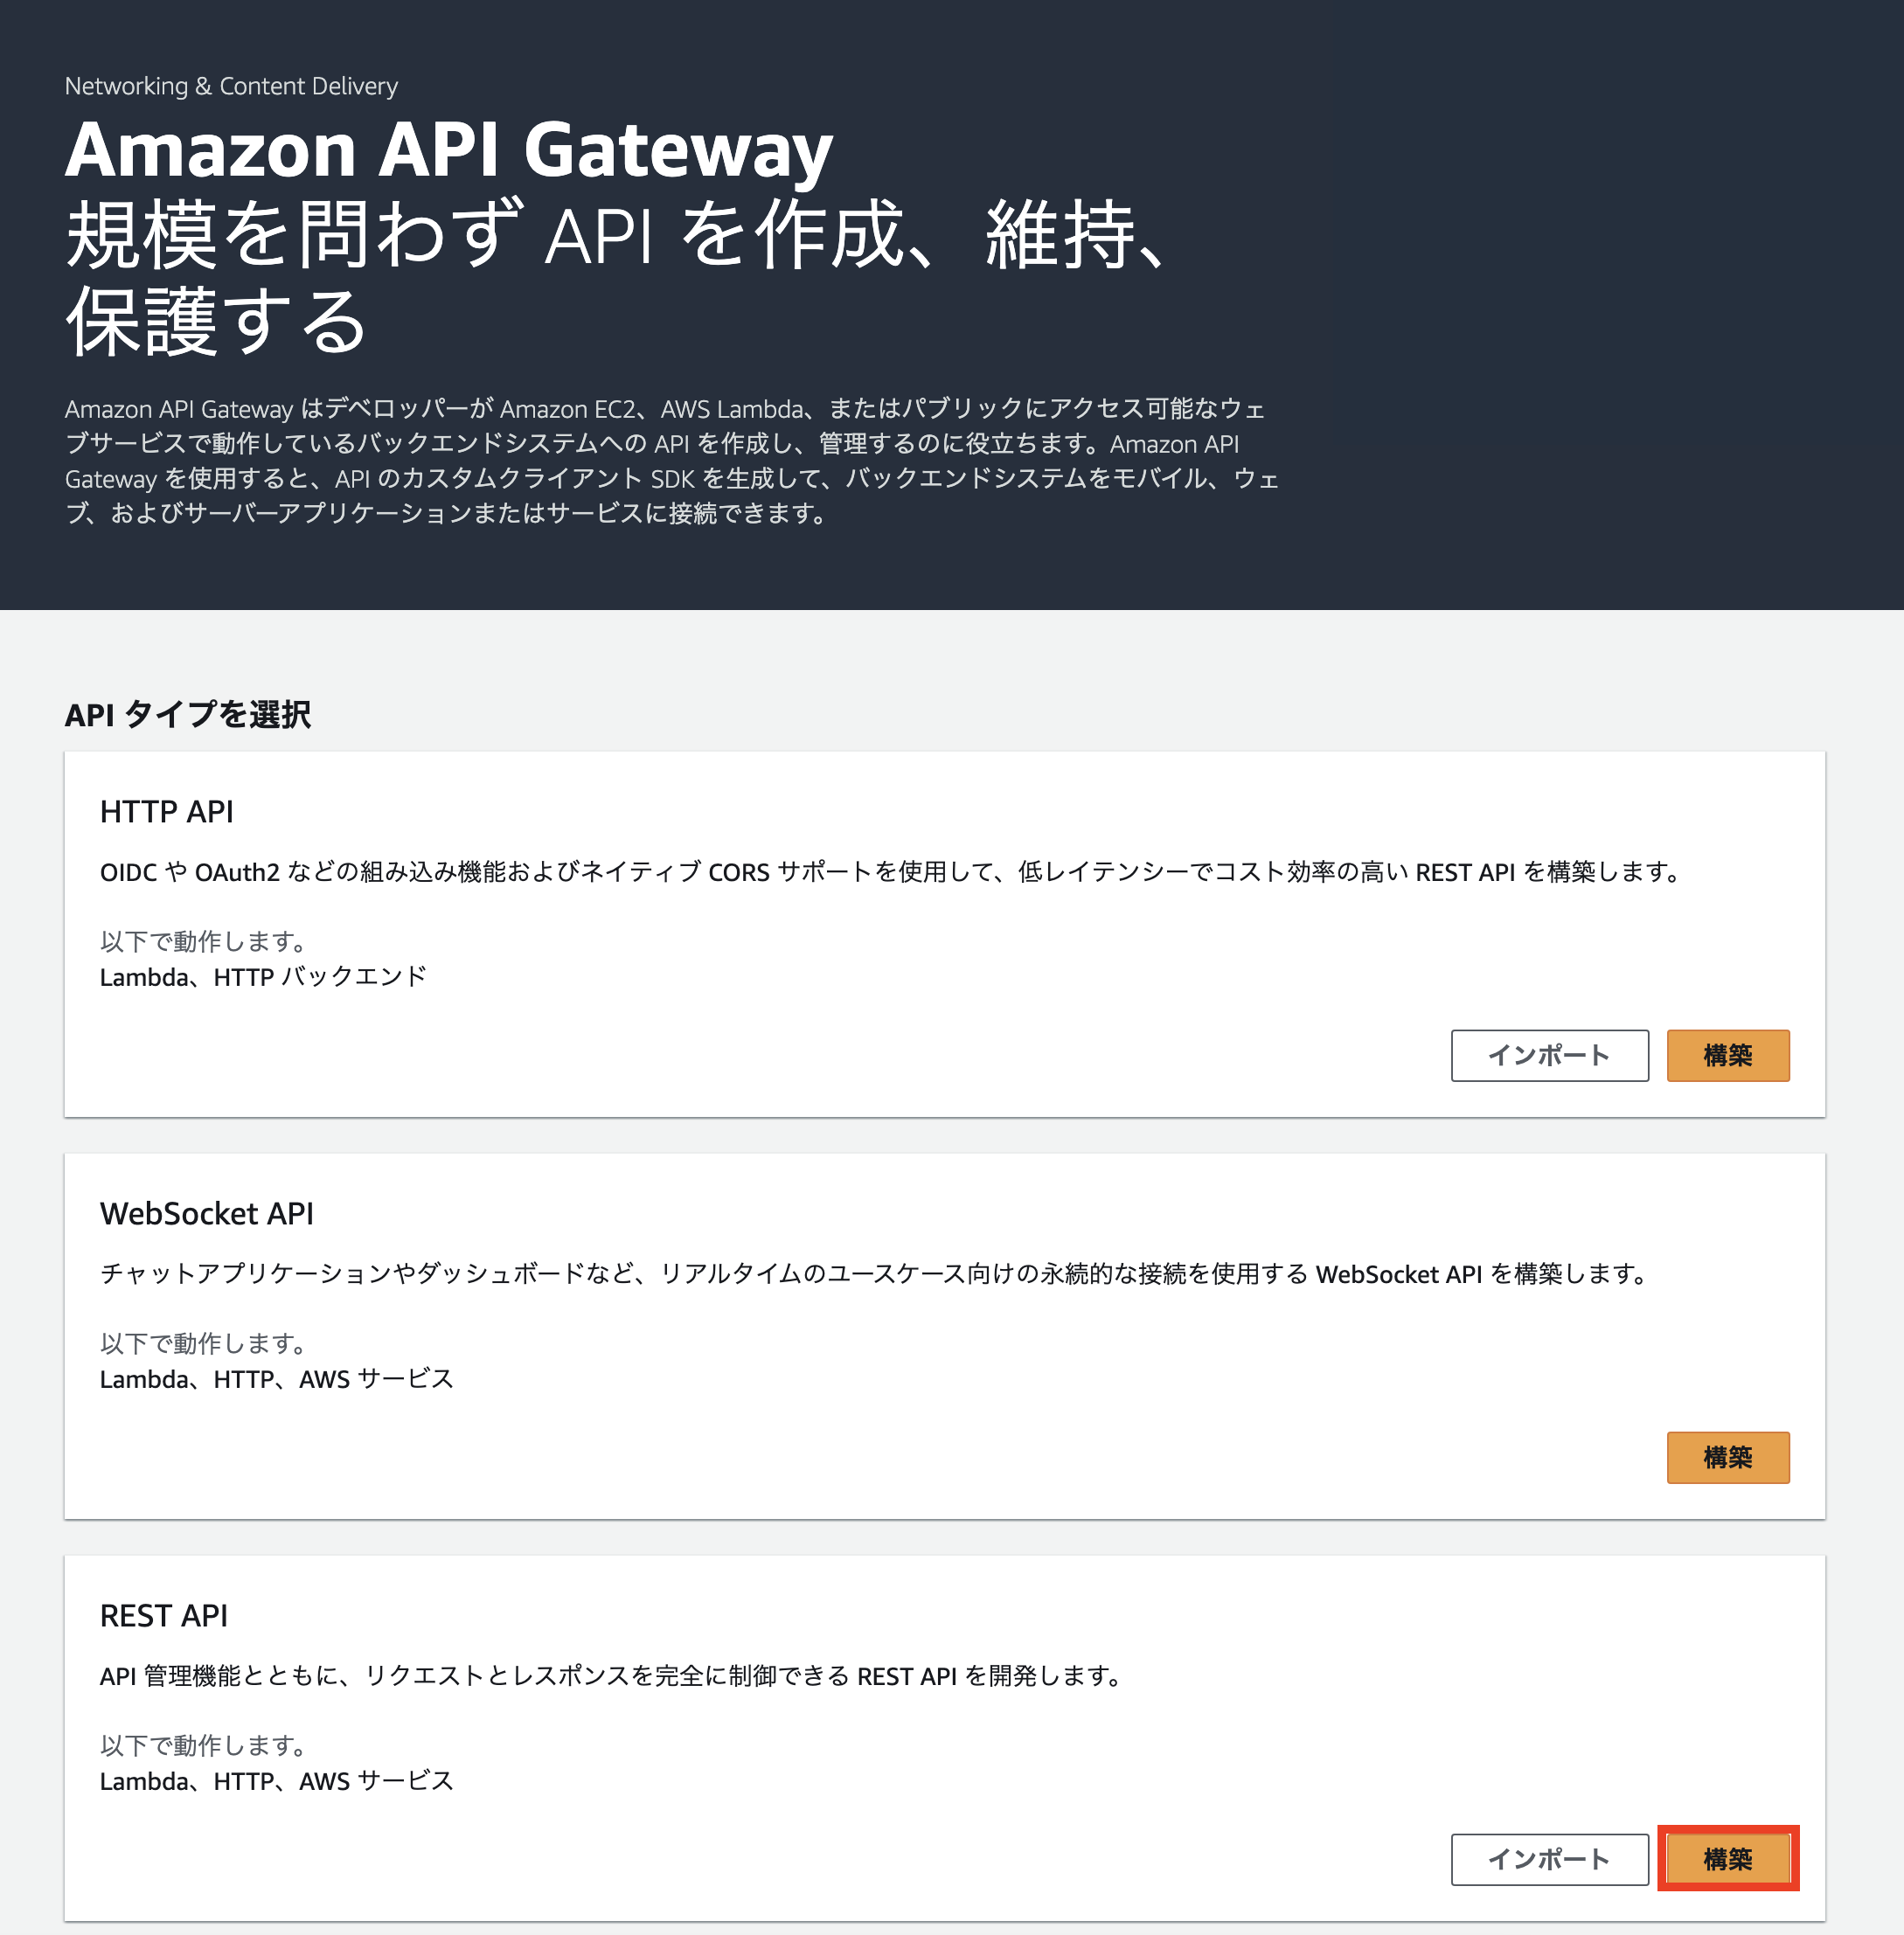 Networking & Content Delivery
Amazon API Gateway
規模を問わず API を作成、維持、
保護する
Amazon API Gateway はデベロッパーが Amazon EC2、AWS Lambda、またはパブリックにアクセス可能なウェ
ブサービスで動作しているバックエンドシステムへの API を作成し、管理するのに役立ちます。Amazon API
Gateway を使用すると、API のカスタムクライアント SDK を生成して、バックエンドシステムをモバイル、ウェ
ブ、およびサーバーアプリケーションまたはサービスに接続できます。
API タイプを選択
HTTP API
OIDC や OAuth2 などの組み込み機能およびネイティブ CORS サポートを使用して、低レイテンシーでコスト効率の高い REST API を構築します。
以下で動作します。
Lambda、HTTP バックエンド
インポート 構築
WebSocket API
チャットアプリケーションやダッシュボードなど、リアルタイムのユースケース向けの永続的な接続を使用する WebSocket API を構築します。
以下で動作します。
Lambda、HTTP、AWS サービス
構築
REST API
API 管理機能とともに、リクエストとレスポンスを完全に制御できる REST API を開発します。
以下で動作します。
Lambda、HTTP、AWS サービス
インポート 構築